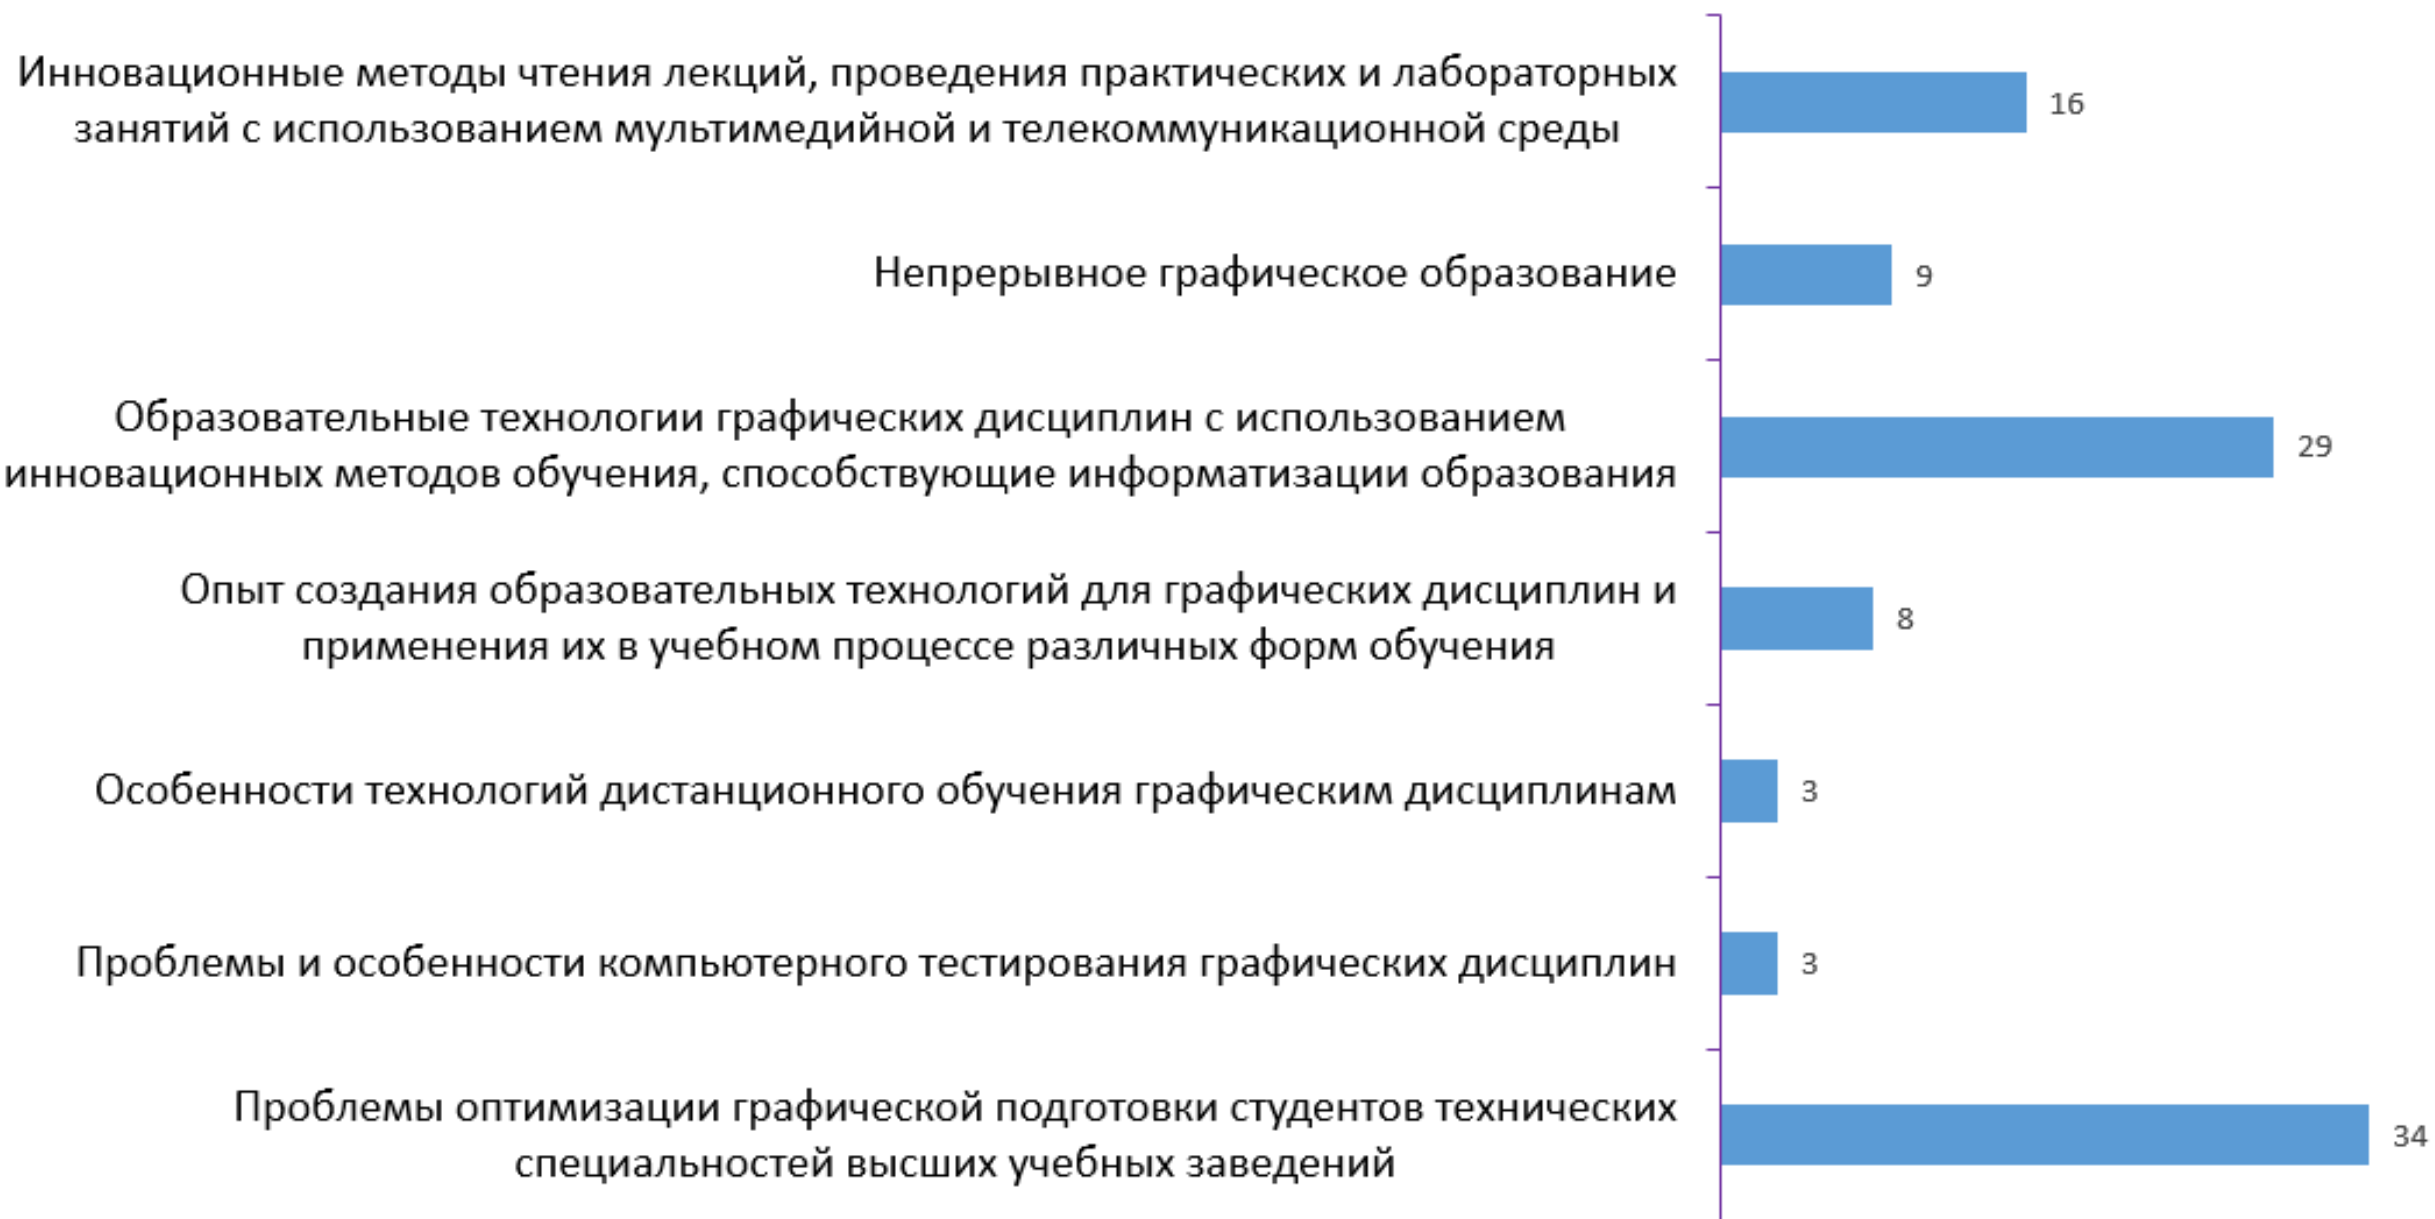 Инновационные методы чтения лекций, проведения практических и лабораторных
занятий с использованием мультимедийной и телекоммуникационной среды
16
Непрерывное графическое образование
9
Образовательные технологии графических дисциплин с использованием
инновационных методов обучения, способствующие информатизации образования
29
Опыт создания образовательных технологий для графических дисциплин и
применения их в учебном процессе различных форм обучения
8
Особенности технологий дистанционного обучения графическим дисциплинам
3
Проблемы и особенности компьютерного тестирования графических дисциплин
3
Проблемы оптимизации графической подготовки студентов технических
специальностей высших учебных заведений
34